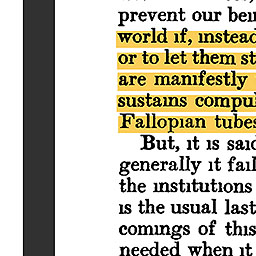 prevent our bein
world if, instead
or to let them st
are manifestly
sustains compul
Fallopian tubes
But, it is said
generally it fail
the institutions
is the usual last
comings of this
needed when it